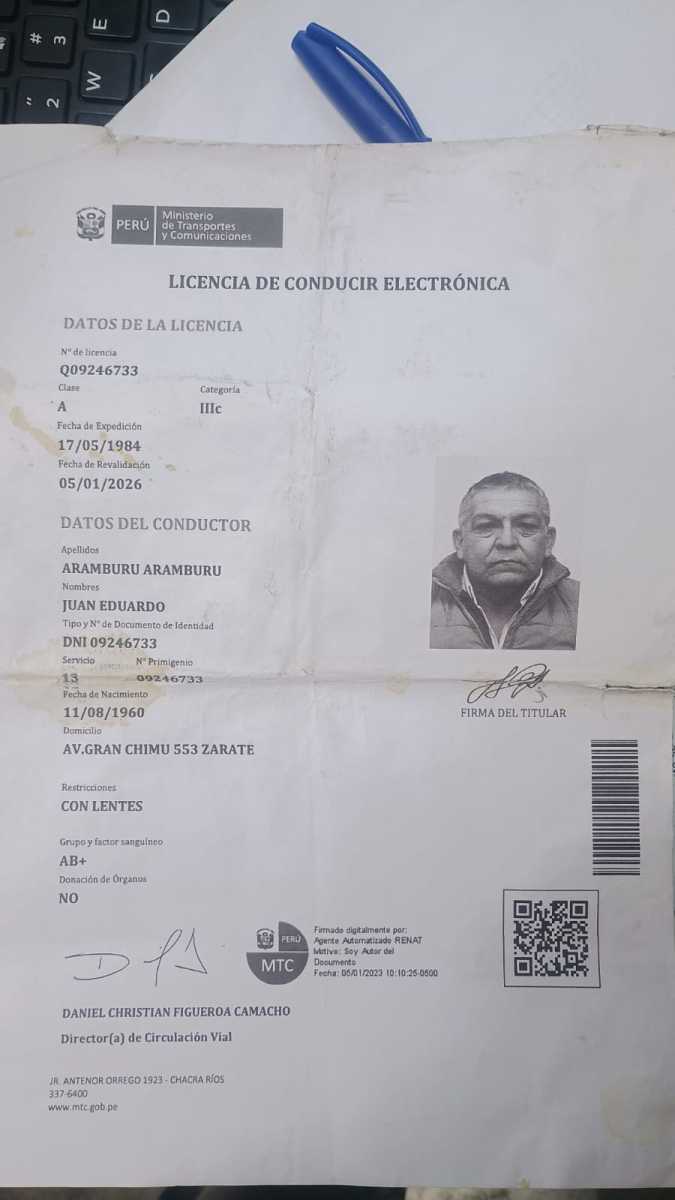 #
3
E
D
"
2
W
PERÚ
Ministerio
de Transportes
y Comunicaciones
LICENCIA DE CONDUCIR ELECTRÓNICA
DATOS DE LA LICENCIA
Nº de licencia
Q09246733
Clase Categoría
A IIIc
Fecha de Expedición
17/05/1984
Fecha de Revalidación
05/01/2026
DATOS DEL CONDUCTOR
Apellidos
ARAMBURU ARAMBURU
Nombres
JUAN EDUARDO
Tipo y Nº de Documento de Identidad
DNI 09246733
Servicio Nº Primigenio
13 09246733
Fecha de Nacimiento
11/08/1960
Domicilio
AV.GRAN CHIMU 553 ZARATE
FIRMA DEL TITULAR
Restricciones
CON LENTES
Grupo y factor sanguíneo
AB+
Donación de Órganos
NO
PERÚ
MTC
Firmado digitalmente por:
Agente Automatizado RENAT
Motivo: Soy Autor del
Documento
Fecha: 05/01/2023 10:10:25-0500
DANIEL CHRISTIAN FIGUEROA CAMACHO
Director(a) de Circulación Vial
JR. ANTENOR ORREGO 1923 - CHACRA RÍOS
337-6400
www.mtc.gob.pe